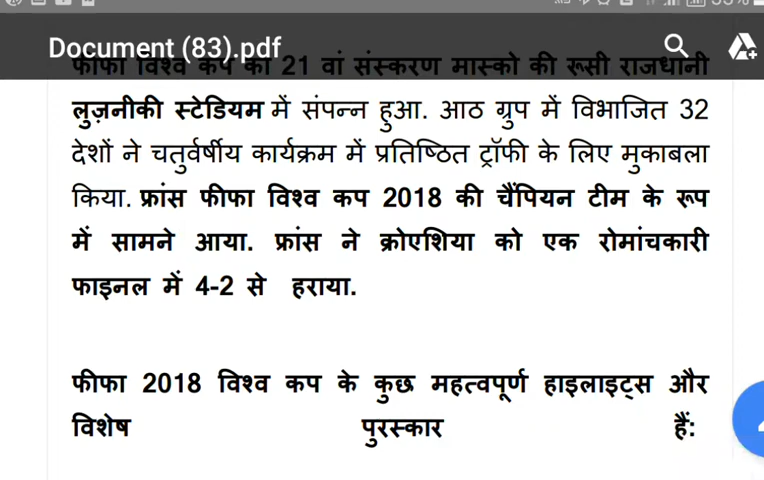 Document (83).pdf
फीफा विश्व कप का 21 वां संस्करण मास्को की रूसी राजधानी
लुज़नीकी स्टेडियम में संपन्न हुआ. आठ ग्रुप में विभाजित 32
देशों ने चतुर्वर्षीय कार्यक्रम में प्रतिष्ठित ट्रॉफी के लिए मुकाबला
किया. फ्रांस फीफा विश्व कप 2018 की चैंपियन टीम के रूप
में सामने आया. फ्रांस ने क्रोएशिया को एक रोमांचकारी
फाइनल में 4-2 से हराया.
फीफा 2018 विश्व कप के कुछ महत्वपूर्ण हाइलाइट्स और
विशेष पुरस्कार हैं: